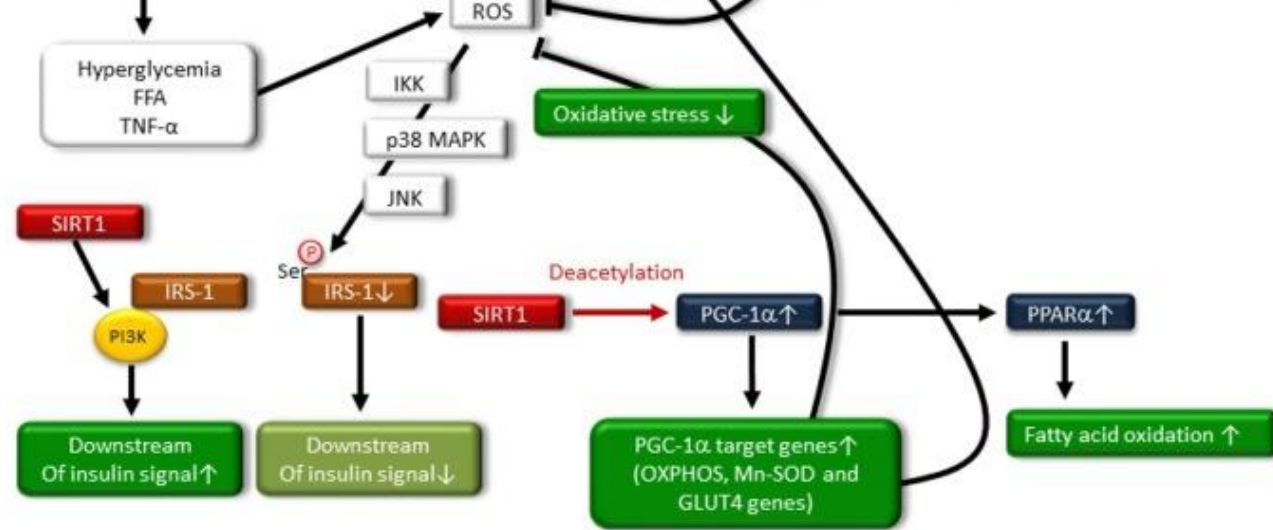 ROS
Hyperglycemia
FFA
TNF-α
IKK
p38 MAPK
JNK
Oxidative stress ↓
SIRT1
IRS-1
PI3K
Downstream
Of insulin signal↑
P
Ser
IRS-1↓
Downstream
Of insulin signal↓
SIRT1
Deacetylation
PGC-1α↑
PPARα↑
PGC-1α target genes↑
(OXPHOS, Mn-SOD and
GLUT4 genes)
Fatty acid oxidation ↑